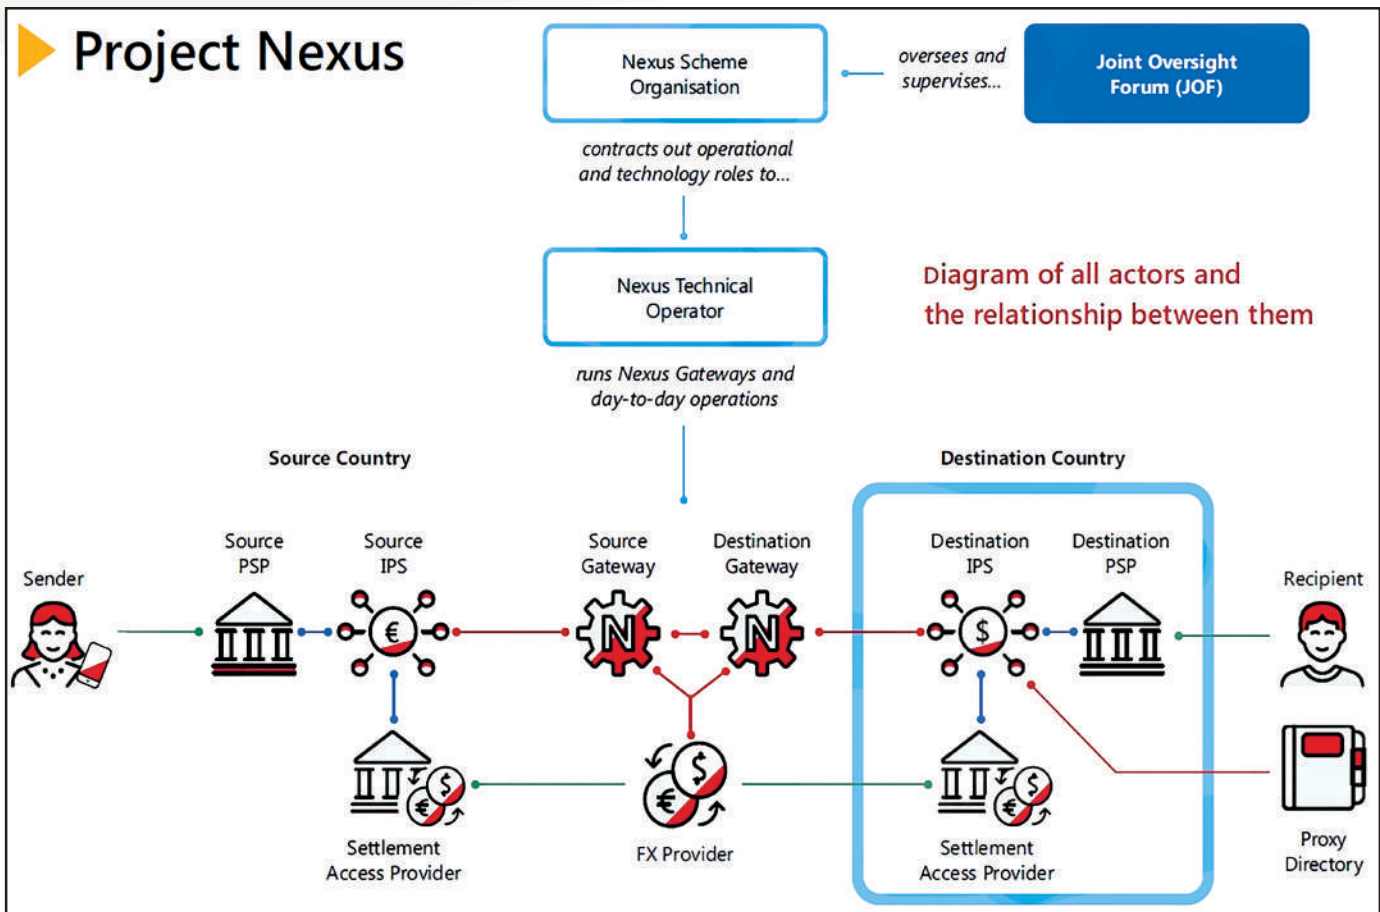 Project Nexus
Nexus Scheme
Organisation
oversees and
supervises...
Joint Oversight
Forum (JOF)
contracts out operational
and technology roles to...
Nexus Technical
Operator
Diagram of all actors and
the relationship between them
runs Nexus Gateways and
day-to-day operations
Source Country
Destination Country
Sender
Source
PSP
Source
IPS
Source
Gateway
Destination
Gateway
Destination
IPS
Destination
PSP
Recipient
€
N
N
$
$
€
Settlement
Access Provider
$
€
FX Provider
$
€
Settlement
Access Provider
Proxy
Directory